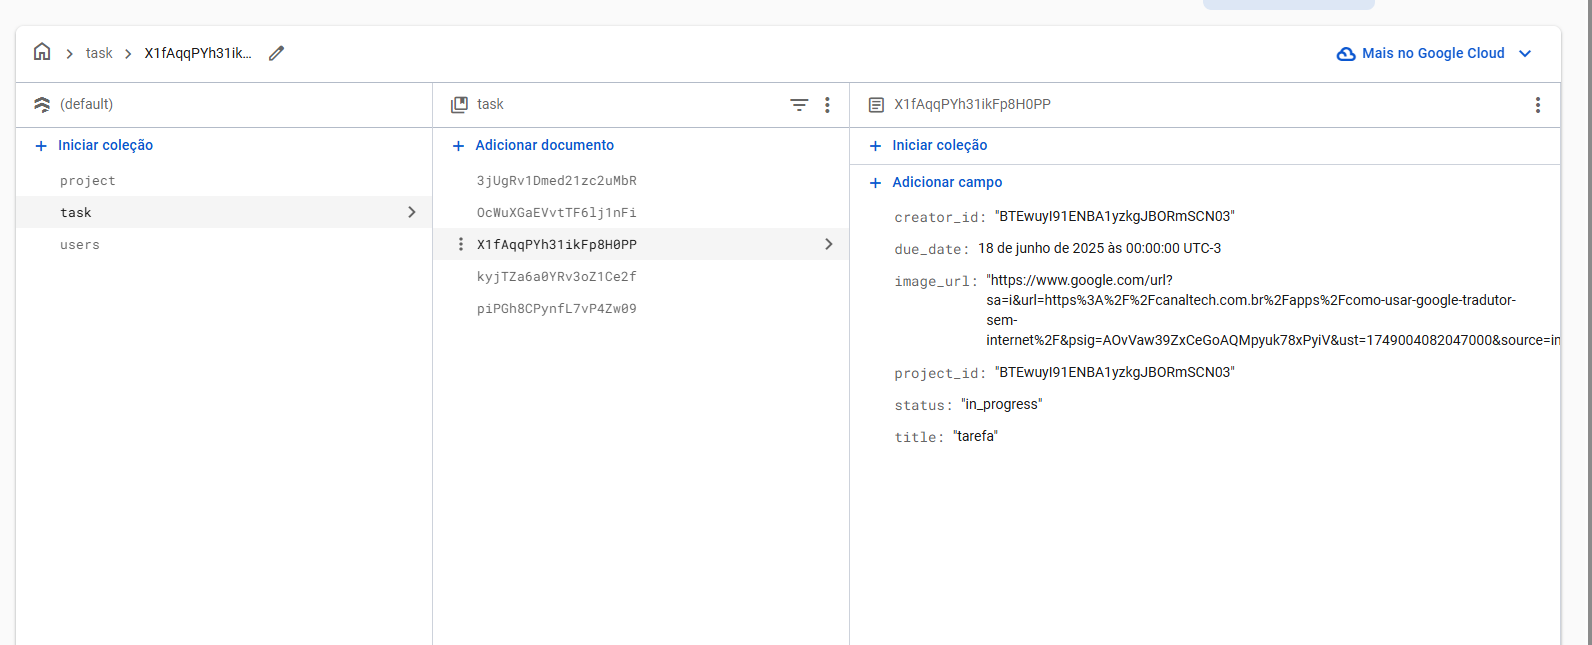 task
X1fAqqPYh31ik...
Mais no Google Cloud
(default)
task
X1fAqqPYh31ikFp8H0PP
Iniciar coleção
Adicionar documento
Iniciar coleção
project
task
users
3jUgRv1Dmed21zc2uMbR
OcWuXGaEVvtTF6lj1nFi
X1fAqqPYh31ikFp8H0PP
kyjTZa6a0YRv3oZ1Ce2f
piPGh8CPynfL7vP4Zw09
Adicionar campo
creator_id: "BTEwuyI91ENBA1yzkgJBORmSCN03"
due_date: 18 de junho de 2025 às 00:00:00 UTC-3
image_url: "https://www.google.com/url?
sa=i&url=https%3A%2F%2Fcanaltech.com.br%2Fapps%2Fcomo-usar-google-tradutor-
sem-
internet%2F&psig=AOvVaw39ZxCeGoAQMpyuk78xPyiV&ust=1749004082047000&source=in
project_id: "BTEwuyI91ENBA1yzkgJBORmSCN03"
status: "in_progress"
title: "tarefa"